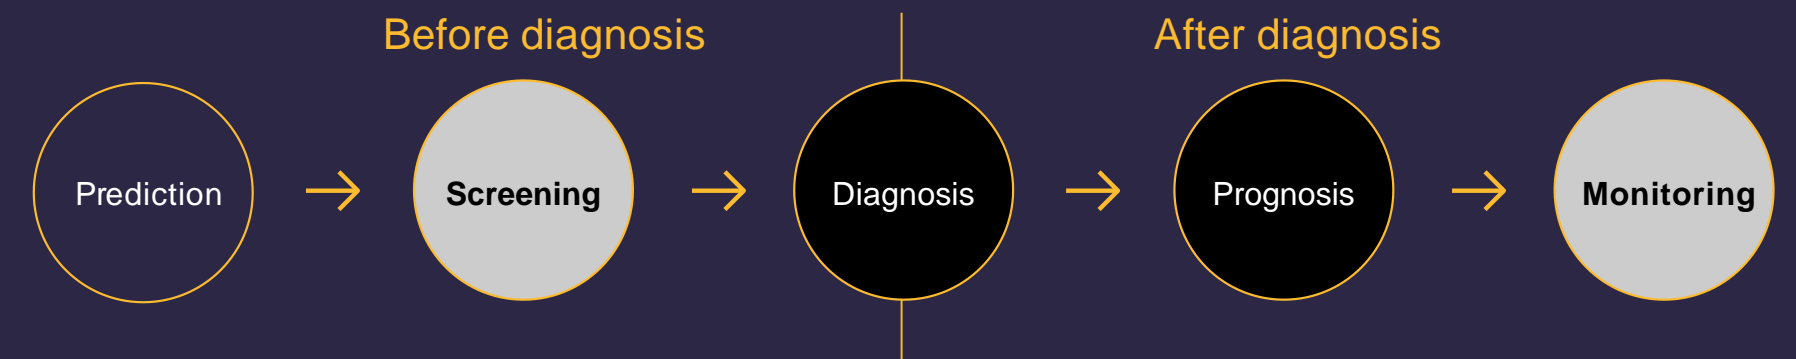 Before diagnosis
After diagnosis
Prediction
Screening
Diagnosis
Prognosis
Monitoring